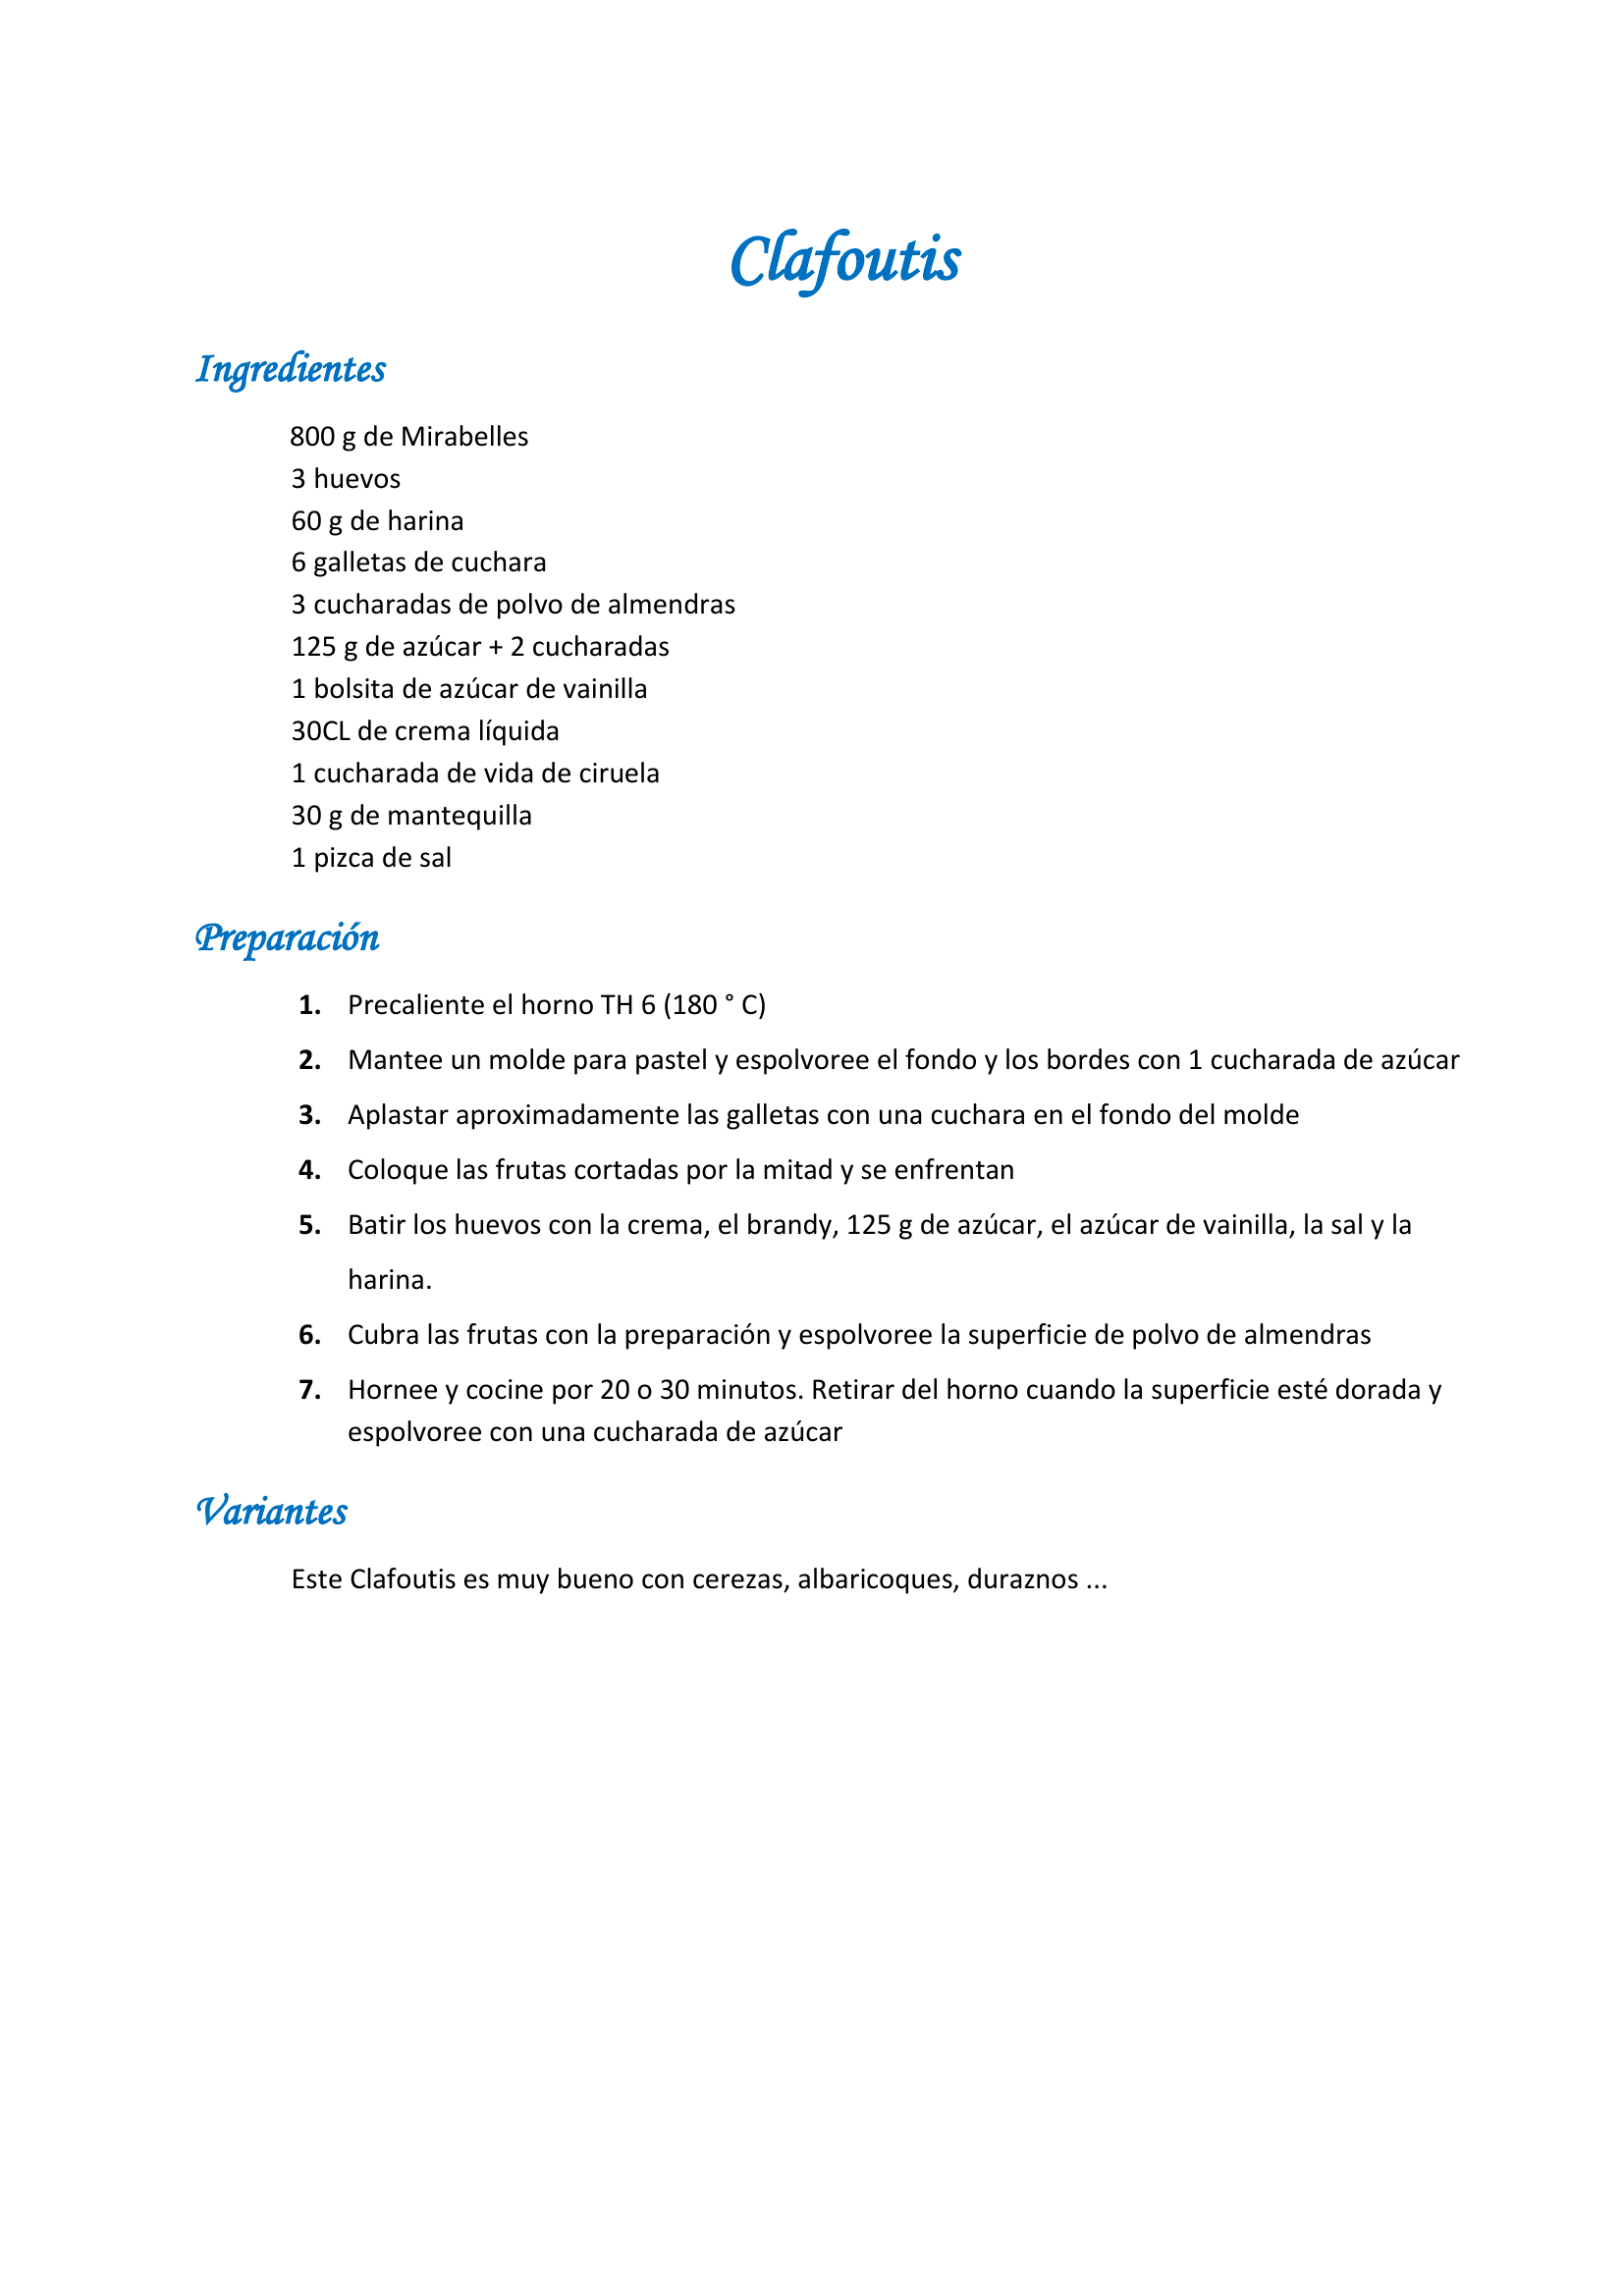 Clafoutis
Ingredientes
800 g de Mirabelles
3 huevos
60 g de harina
6 galletas de cuchara
3 cucharadas de polvo de almendras
125 g de azúcar + 2 cucharadas
1 bolsita de azúcar de vainilla
30CL de crema líquida
1 cucharada de vida de ciruela
30 g de mantequilla
1 pizca de sal
Preparación
1. Precaliente el horno TH 6 (180 ° C)
2. Mantee un molde para pastel y espolvoree el fondo y los bordes con 1 cucharada de azúcar
3. Aplastar aproximadamente las galletas con una cuchara en el fondo del molde
4. Coloque las frutas cortadas por la mitad y se enfrentan
5. Batir los huevos con la crema, el brandy, 125 g de azúcar, el azúcar de vainilla, la sal y la
harina.
6. Cubra las frutas con la preparación y espolvoree la superficie de polvo de almendras
7. Hornee y cocine por 20 o 30 minutos. Retirar del horno cuando la superficie esté dorada y
espolvoree con una cucharada de azúcar
Variantes
Este Clafoutis es muy bueno con cerezas, albaricoques, duraznos ...